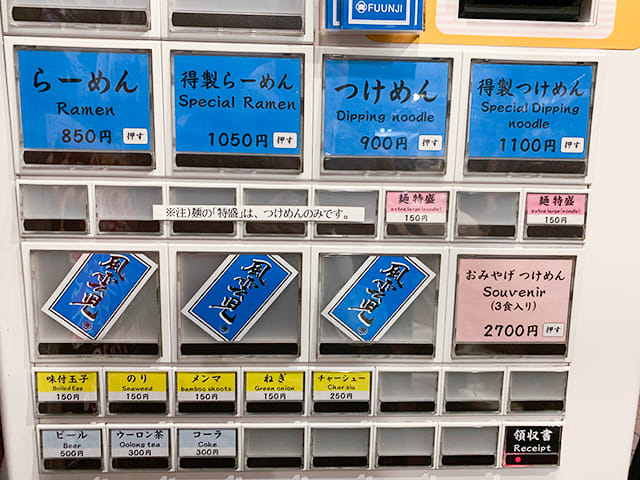 FUUNJI
らーめん
Ramen
850円 押す
得製らーめん
Special Ramen
1050円 押す
つけめん
Dipping noodle
900円 押す
得製つけめん
Special Dipping
noodle
1100円 押す
※注)麺の「特盛」は、つけめんのみです。
麺 特盛
extra large(noodle)
150円
麺 特盛
extra large(noodle)
150円
風雲児
風雲児
風雲児
おみやげ つけめん
Souvenir
(3食入り)
2700円 押す
味付玉子
Boiled Egg
150円
のり
Seaweed
150円
メンマ
bamboo shoots
150円
ねぎ
Green onion
150円
チャーシュー
Char siu
250円
ビール
Beer
500円
ウーロン茶
Oolong tea
300円
コーラ
Coke
300円
領収書
Receipt